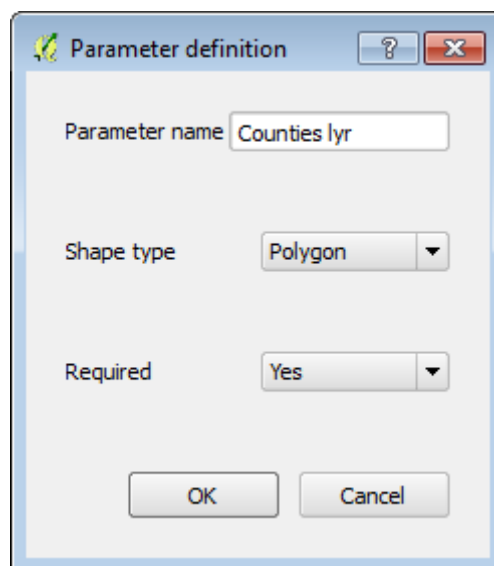 Parameter definition
Parameter name Counties lyr
Shape type Polygon
Required Yes
OK Cancel